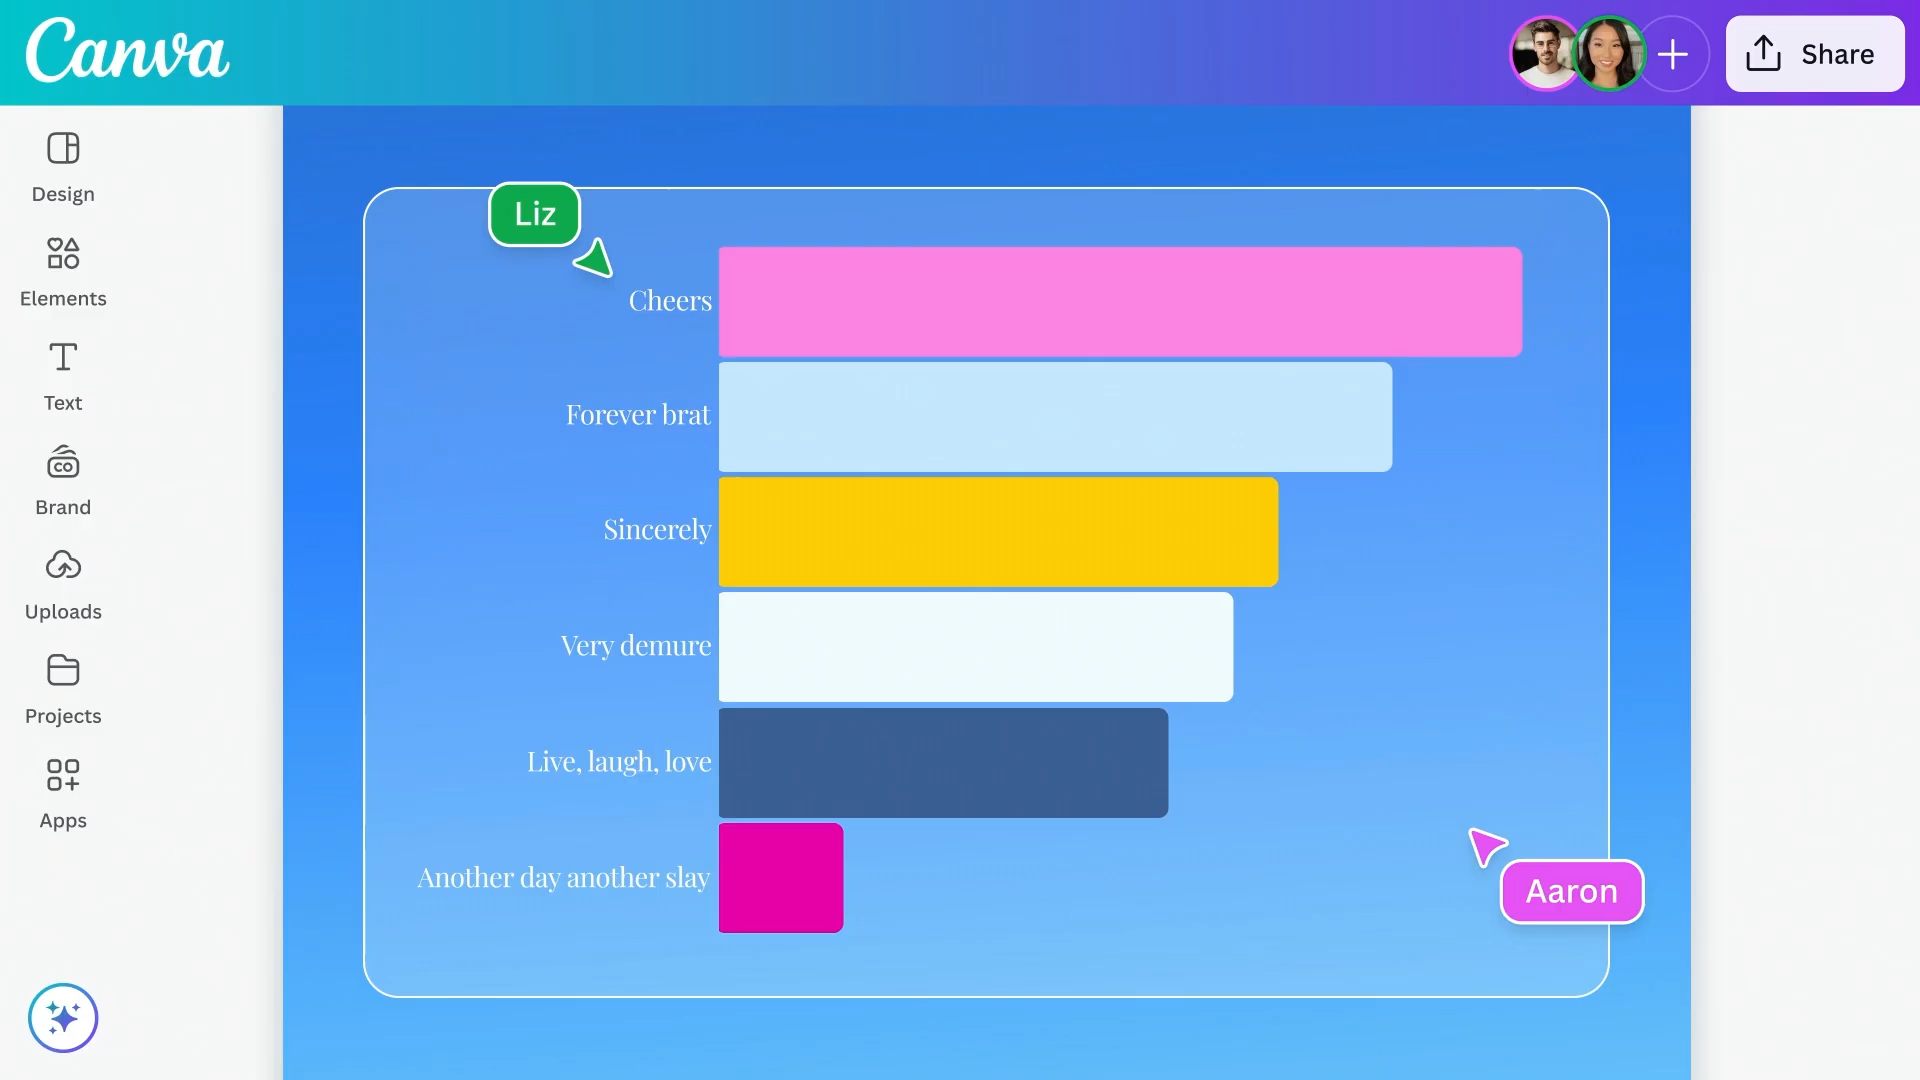 Canva
Share
Design
Elements
Text
CO
Brand
Uploads
Projects
Apps
Liz
Cheers
Forever brat
Sincerely
Very demure
Live, laugh, love
Another day another slay
Aaron